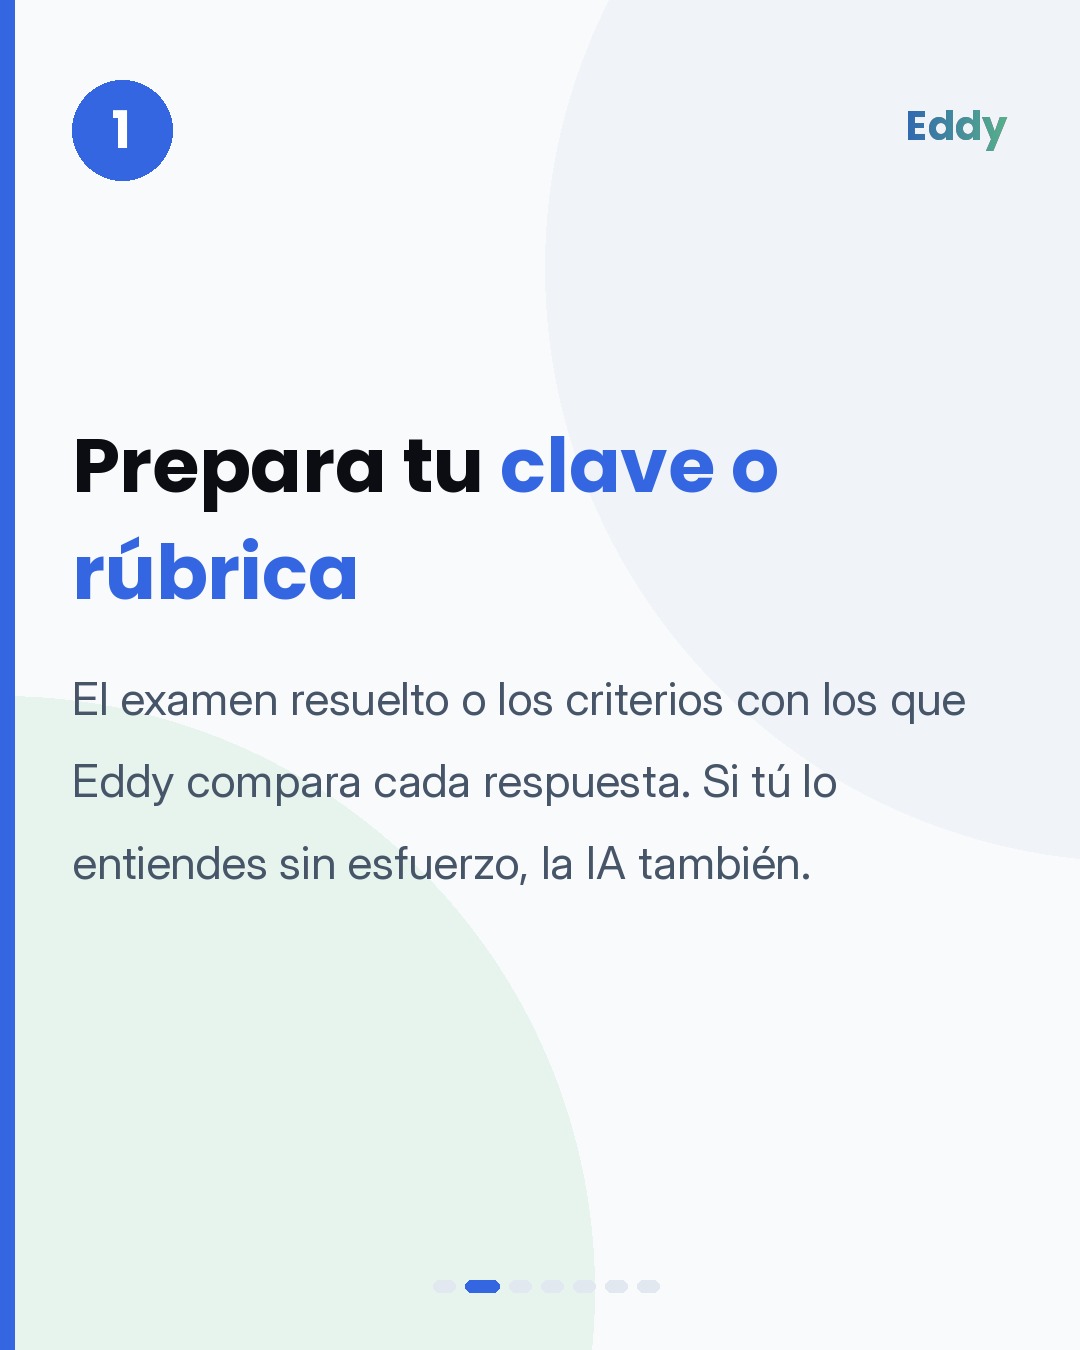 1
Eddy
Prepara tu clave o
rúbrica
El examen resuelto o los criterios con los que
Eddy compara cada respuesta. Si tú lo
entiendes sin esfuerzo, la IA también.